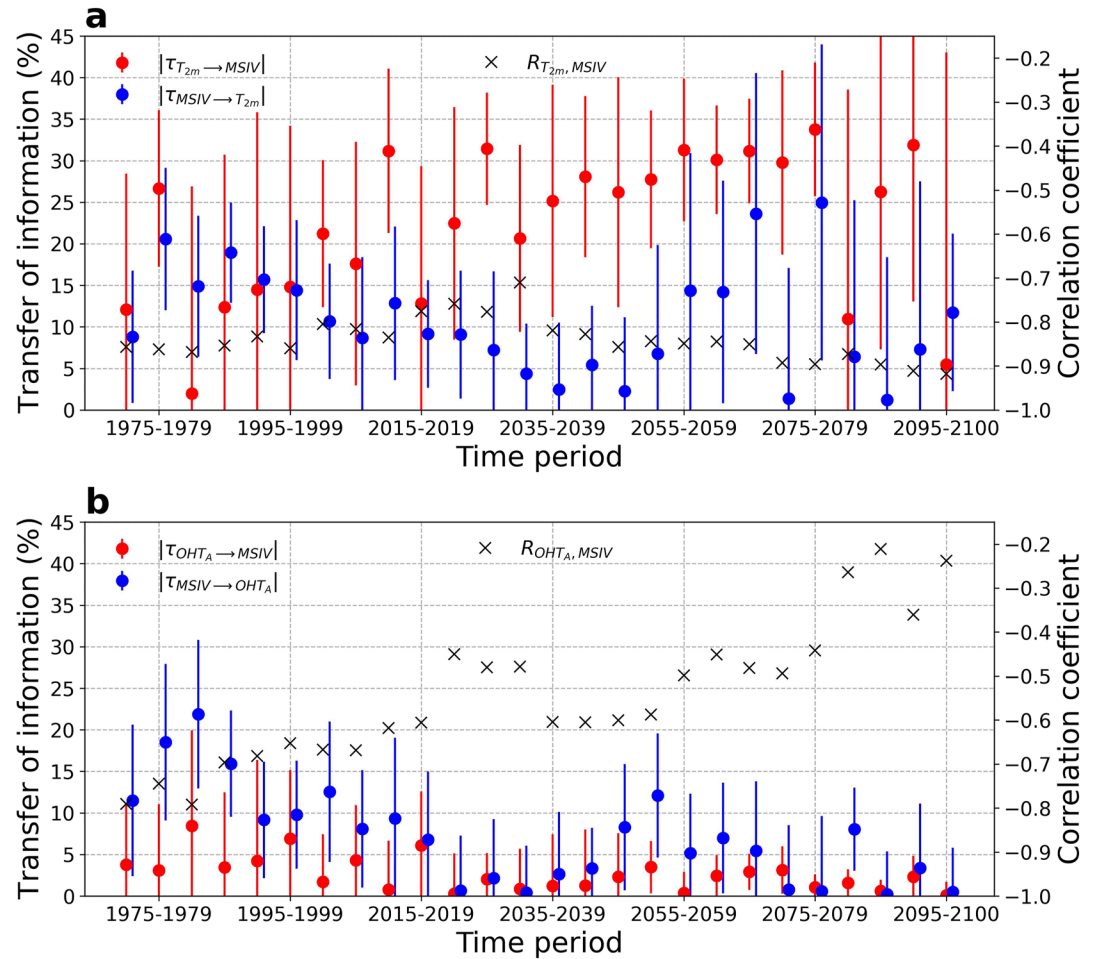 a
Transfer of information (%)
45
40
35
30
25
20
15
10
5
0
|τT2m→MSIV|
|τMSIV→T2m|
RT2m, MSIV
−0.2
−0.3
−0.4
−0.5
−0.6
−0.7
−0.8
−0.9
−1.0
Correlation coefficient
1975-1979 1995-1999 2015-2019 2035-2039 2055-2059 2075-2079 2095-2100
Time period
b
Transfer of information (%)
45
40
35
30
25
20
15
10
5
0
|τOHTA→MSIV|
|τMSIV→OHTA|
ROHTA, MSIV
−0.2
−0.3
−0.4
−0.5
−0.6
−0.7
−0.8
−0.9
−1.0
Correlation coefficient
1975-1979 1995-1999 2015-2019 2035-2039 2055-2059 2075-2079 2095-2100
Time period